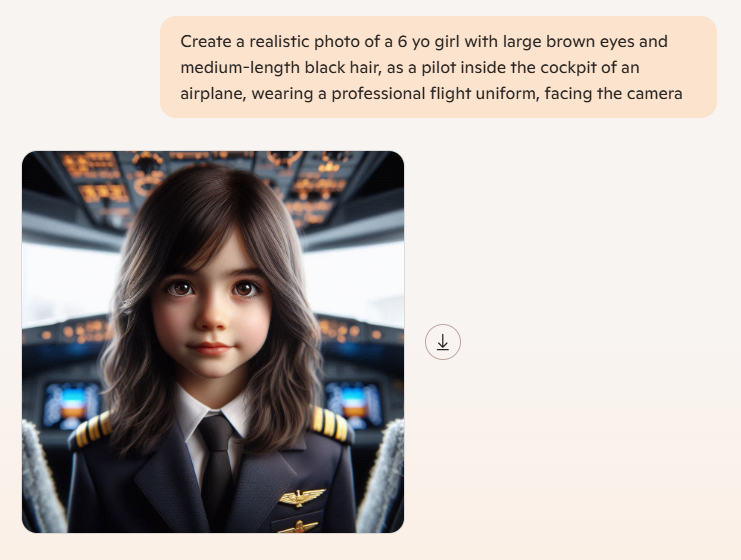 Create a realistic photo of a 6 yo girl with large brown eyes and
medium-length black hair, as a pilot inside the cockpit of an
airplane, wearing a professional flight uniform, facing the camera